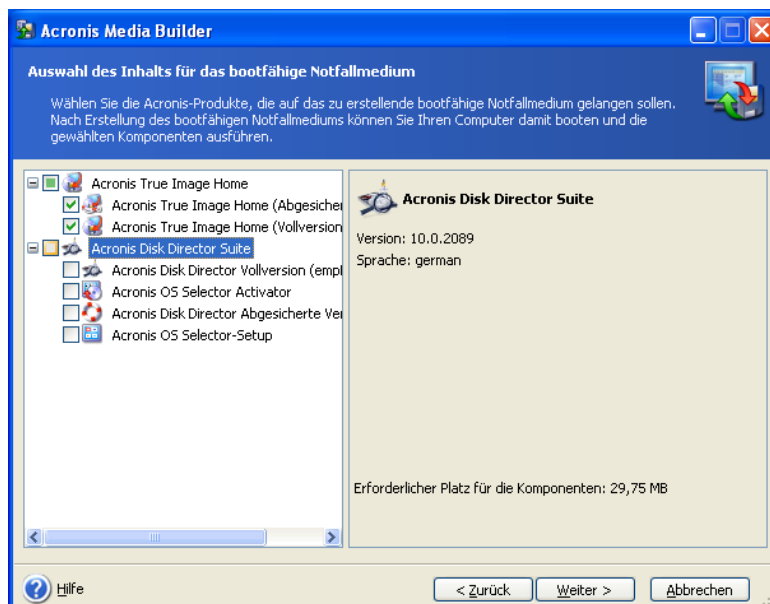 Acronis Media Builder
Auswahl des Inhalts für das bootfähige Notfallmedium
Wählen Sie die Acronis-Produkte, die auf das zu erstellende bootfähige Notfallmedium gelangen sollen.
Nach Erstellung des bootfähigen Notfallmediums können Sie Ihren Computer damit booten und die
gewählten Komponenten ausführen.
Acronis True Image Home
Acronis True Image Home (Abgesicher
Acronis True Image Home (Vollversion
Acronis Disk Director Suite
Acronis Disk Director Vollversion (empf
Acronis OS Selector Activator
Acronis Disk Director Abgesicherte Ver
Acronis OS Selector-Setup
Acronis Disk Director Suite
Version: 10.0.2089
Sprache: german
Erforderlicher Platz für die Komponenten: 29,75 MB
Hilfe
< Zurück
Weiter >
Abbrechen